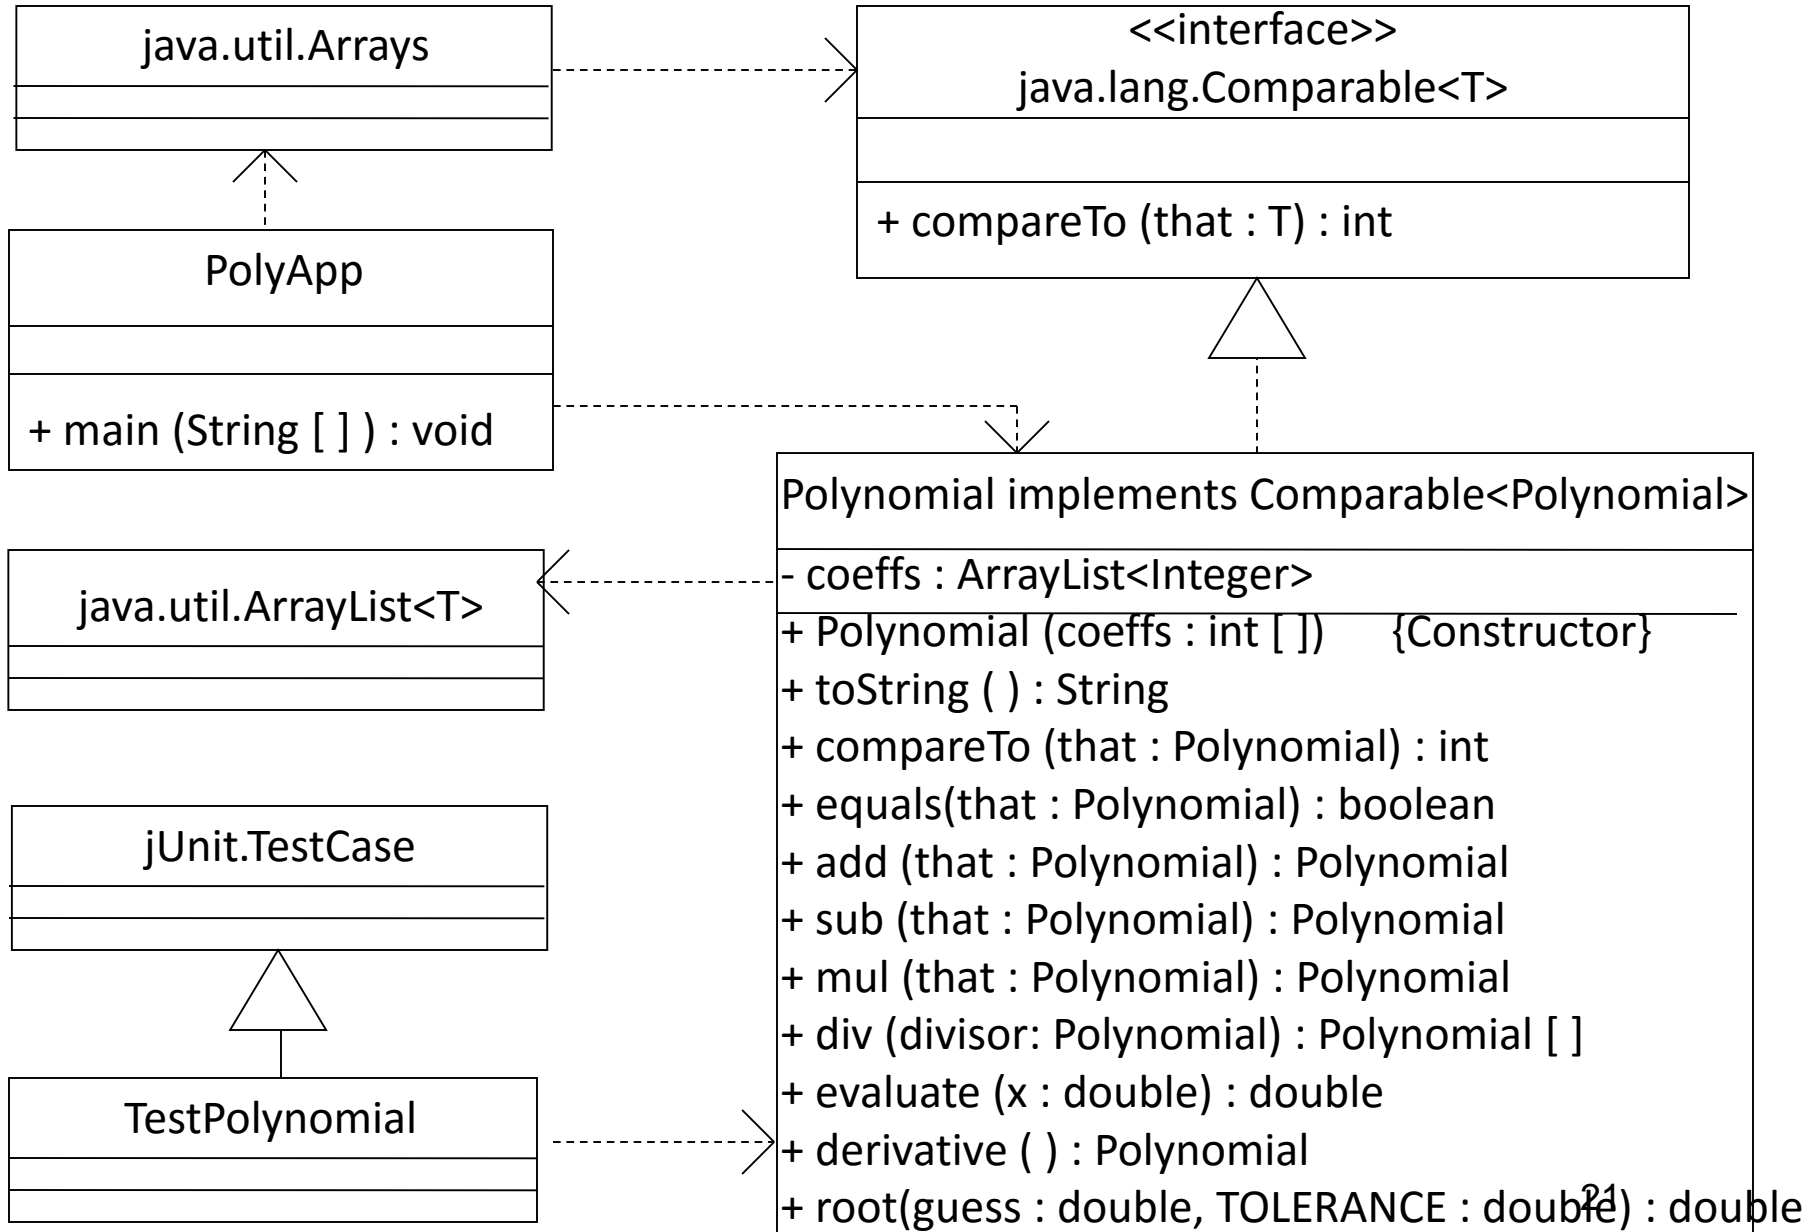 java.util.Arrays
<<interface>>
java.lang.Comparable<T>
+ compareTo (that : T) : int
PolyApp
+ main (String [ ] ) : void
Polynomial implements Comparable<Polynomial>
- coeffs : ArrayList<Integer>
+ Polynomial (coeffs : int [ ]) {Constructor}
+ toString ( ) : String
+ compareTo (that : Polynomial) : int
+ equals(that : Polynomial) : boolean
+ add (that : Polynomial) : Polynomial
+ sub (that : Polynomial) : Polynomial
+ mul (that : Polynomial) : Polynomial
+ div (divisor: Polynomial) : Polynomial [ ]
+ evaluate (x : double) : double
+ derivative ( ) : Polynomial
+ root(guess : double, TOLERANCE : double) : double
java.util.ArrayList<T>
jUnit.TestCase
TestPolynomial
21